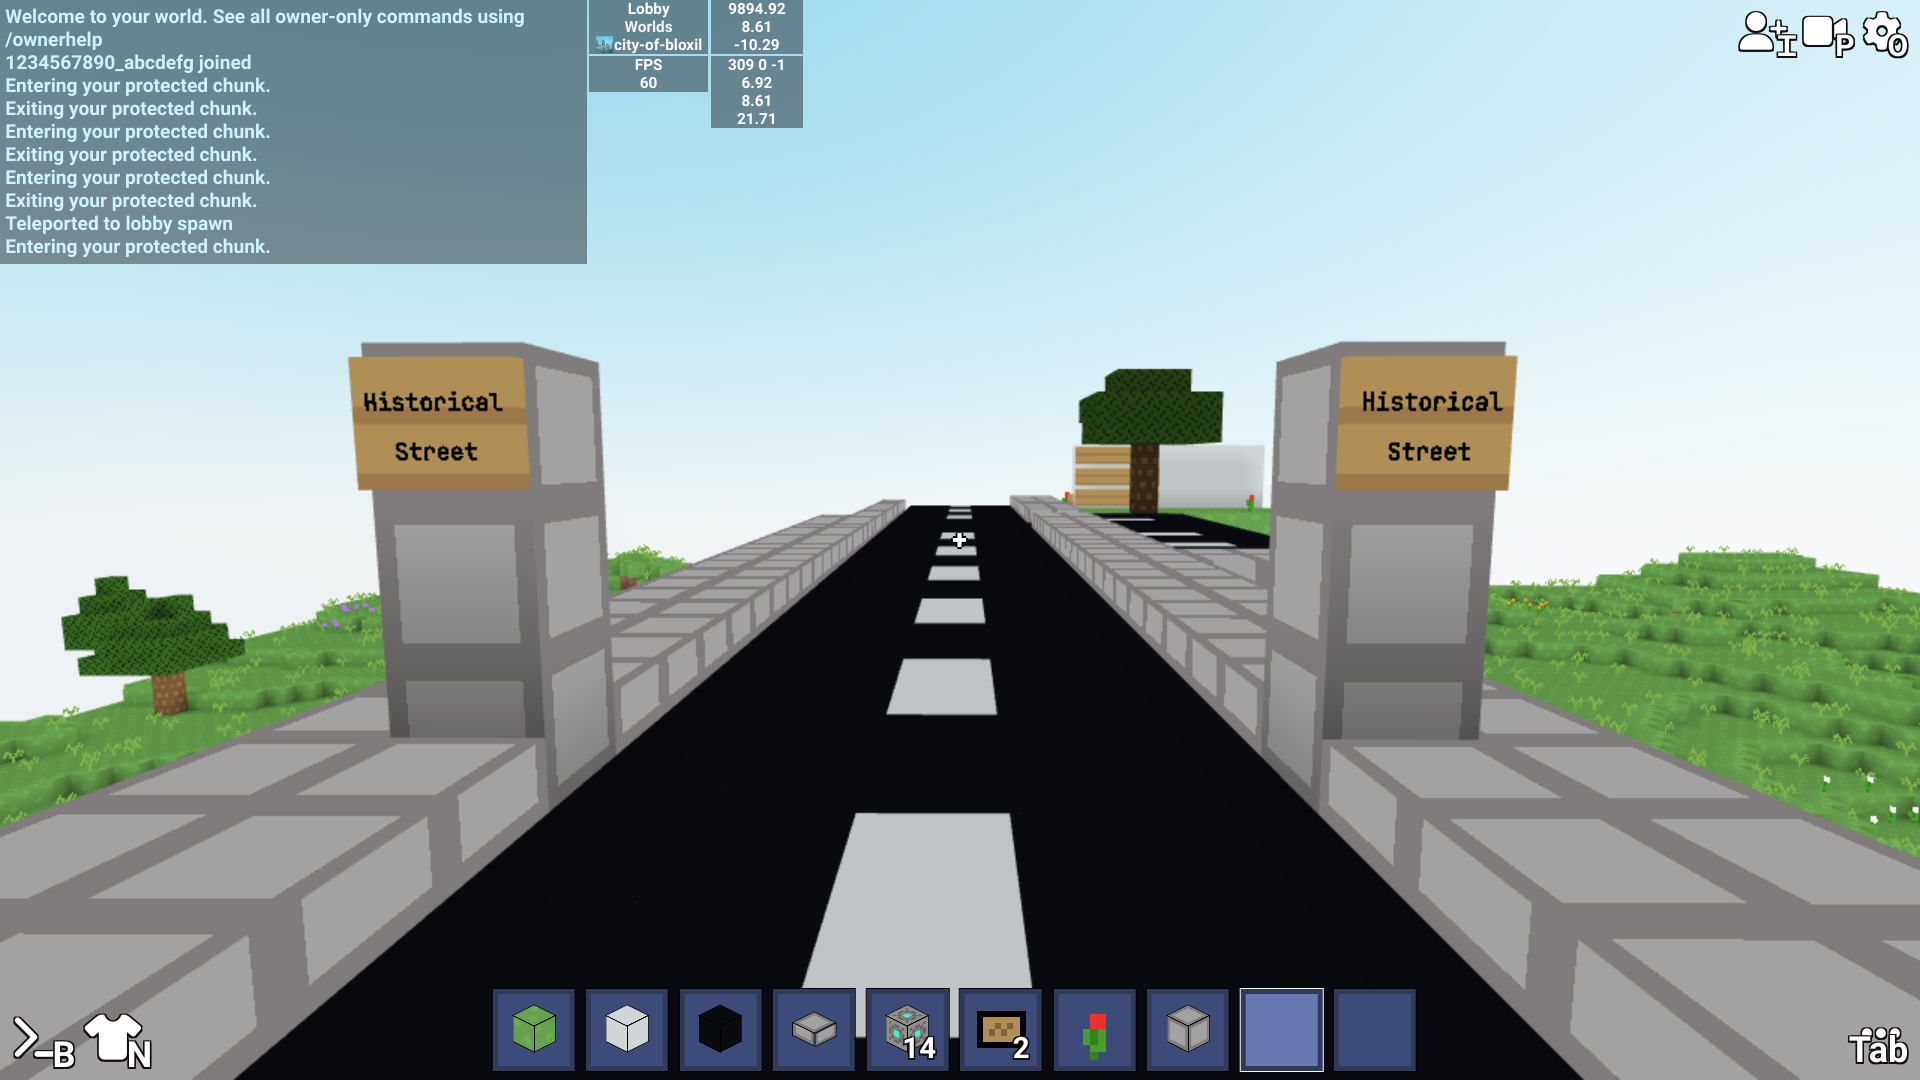 Welcome to your world. See all owner-only commands using
/ownerhelp
1234567890_abcdefg joined
Entering your protected chunk.
Exiting your protected chunk.
Entering your protected chunk.
Exiting your protected chunk.
Entering your protected chunk.
Exiting your protected chunk.
Teleported to lobby spawn
Entering your protected chunk.
Lobby
Worlds
city-of-bloxil
FPS
60
9894.92
8.61
-10.29
309 0 -1
6.92
8.61
21.71
I
P
O
Historical
Street
Historical
Street
B
N
14
2
Tab